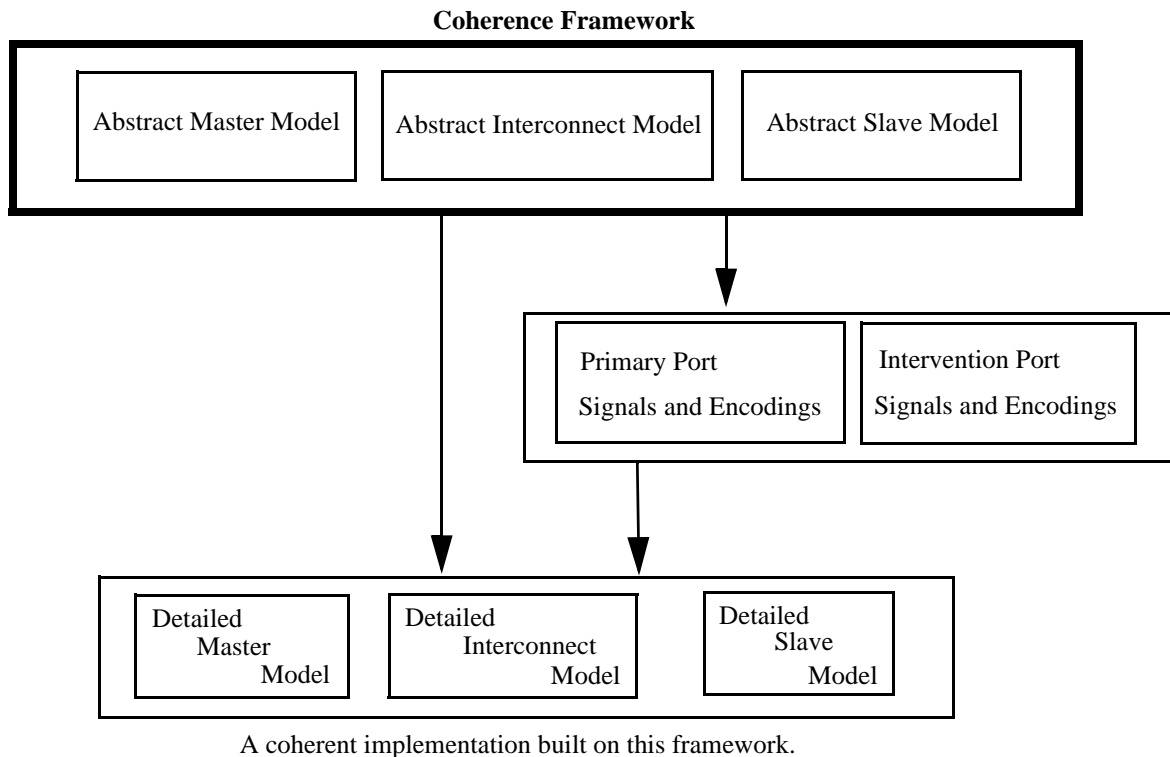 Coherence Framework
Abstract Master Model
Abstract Interconnect Model
Abstract Slave Model
Primary Port
Signals and Encodings
Intervention Port
Signals and Encodings
Detailed
Master
Model
Detailed
Interconnect
Model
Detailed
Slave
Model
A coherent implementation built on this framework.